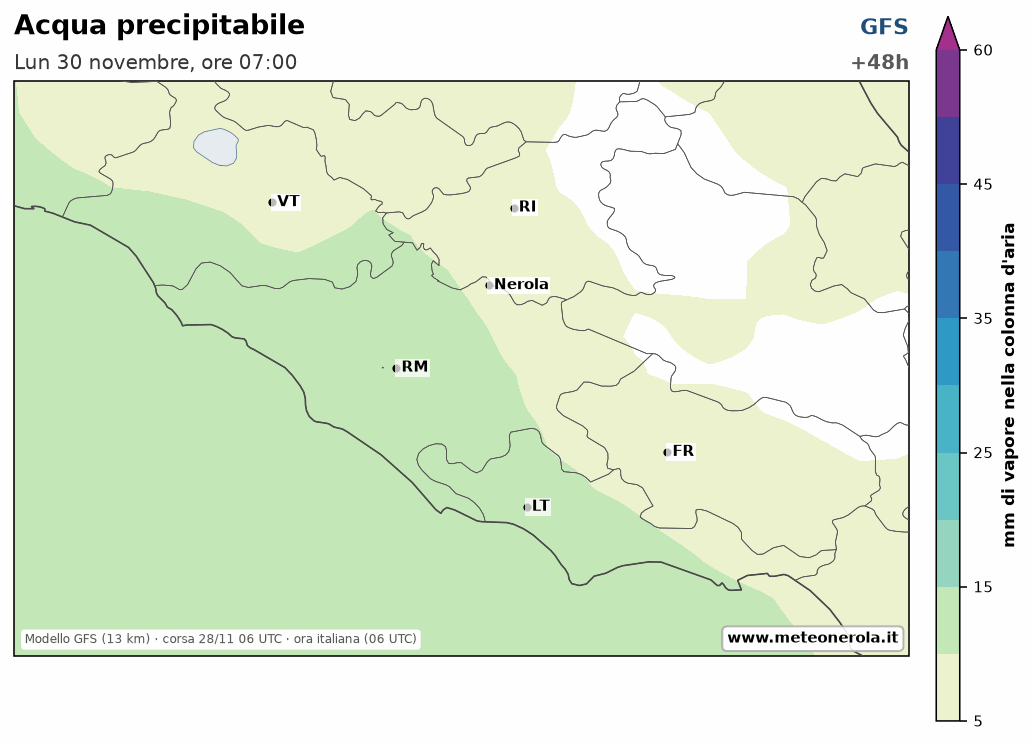 Acqua precipitabile
GFS
Lun 30 novembre, ore 07:00
+48h
60
45
35
25
15
5
mm di vapore nella colonna d'aria
VT
RI
Nerola
RM
FR
LT
Modello GFS (13 km) · corsa 28/11 06 UTC · ora italiana (06 UTC)
www.meteonerola.it